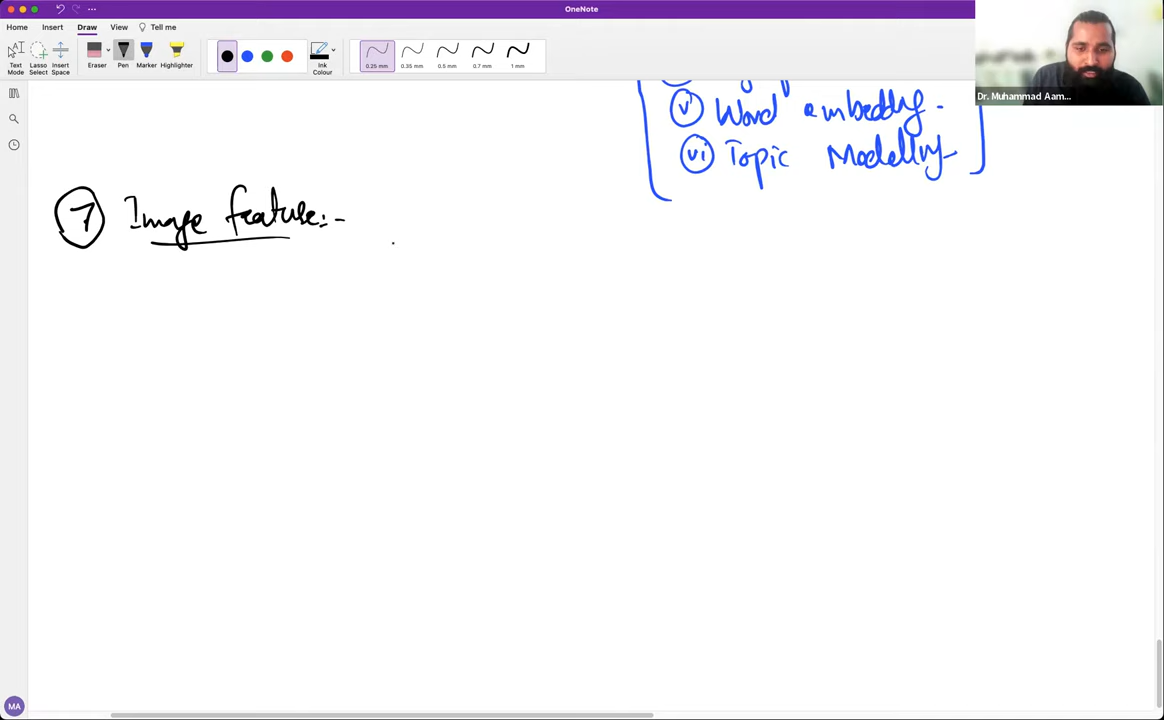 OneNote
Home Insert Draw View Tell me
Text Mode
Lasso Select
Insert Space
Eraser
Pen
Marker
Highlighter
Ink Colour
0.25 mm
0.35 mm
0.5 mm
0.7 mm
1 mm
Dr. Muhammad Aam...
v Word embedding.
vi Topic Modelling
7 Image feature:-
MA